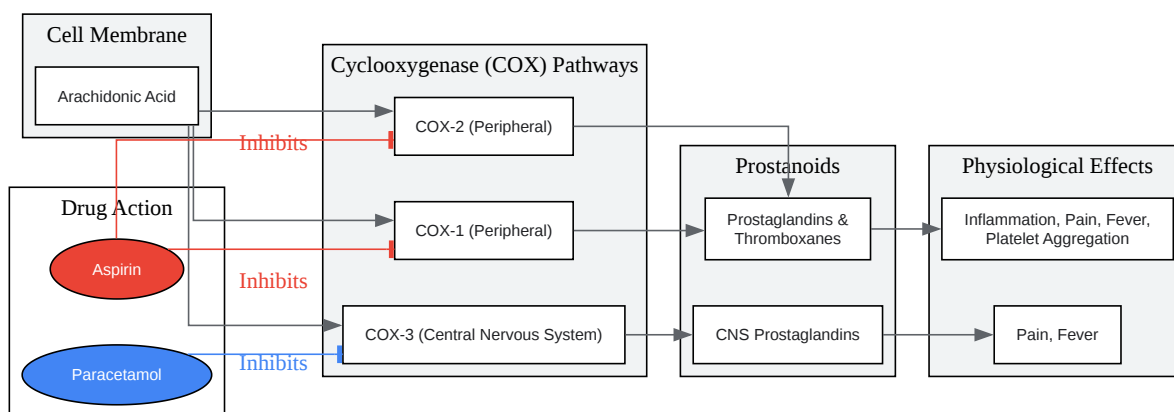 Cell Membrane
Arachidonic Acid
Drug Action
Aspirin
Paracetamol
Inhibits
Inhibits
Inhibits
Cyclooxygenase (COX) Pathways
COX-2 (Peripheral)
COX-1 (Peripheral)
COX-3 (Central Nervous System)
Prostanoids
Prostaglandins &
Thromboxanes
CNS Prostaglandins
Physiological Effects
Inflammation, Pain, Fever,
Platelet Aggregation
Pain, Fever